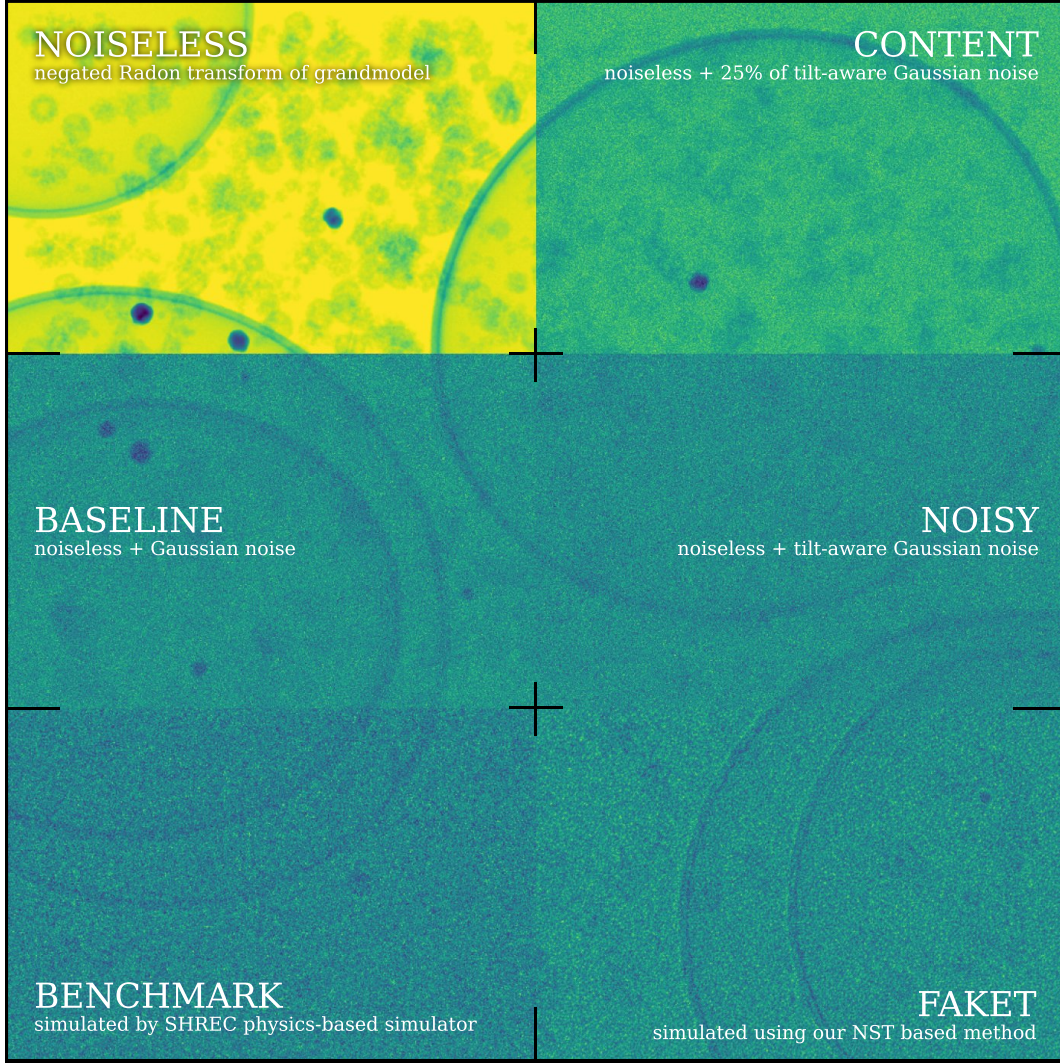 NOISELESS
negated Radon transform of grandmodel
CONTENT
noiseless + 25% of tilt-aware Gaussian noise
BASELINE
noiseless + Gaussian noise
NOISY
noiseless + tilt-aware Gaussian noise
BENCHMARK
simulated by SHREC physics-based simulator
FAKET
simulated using our NST based method